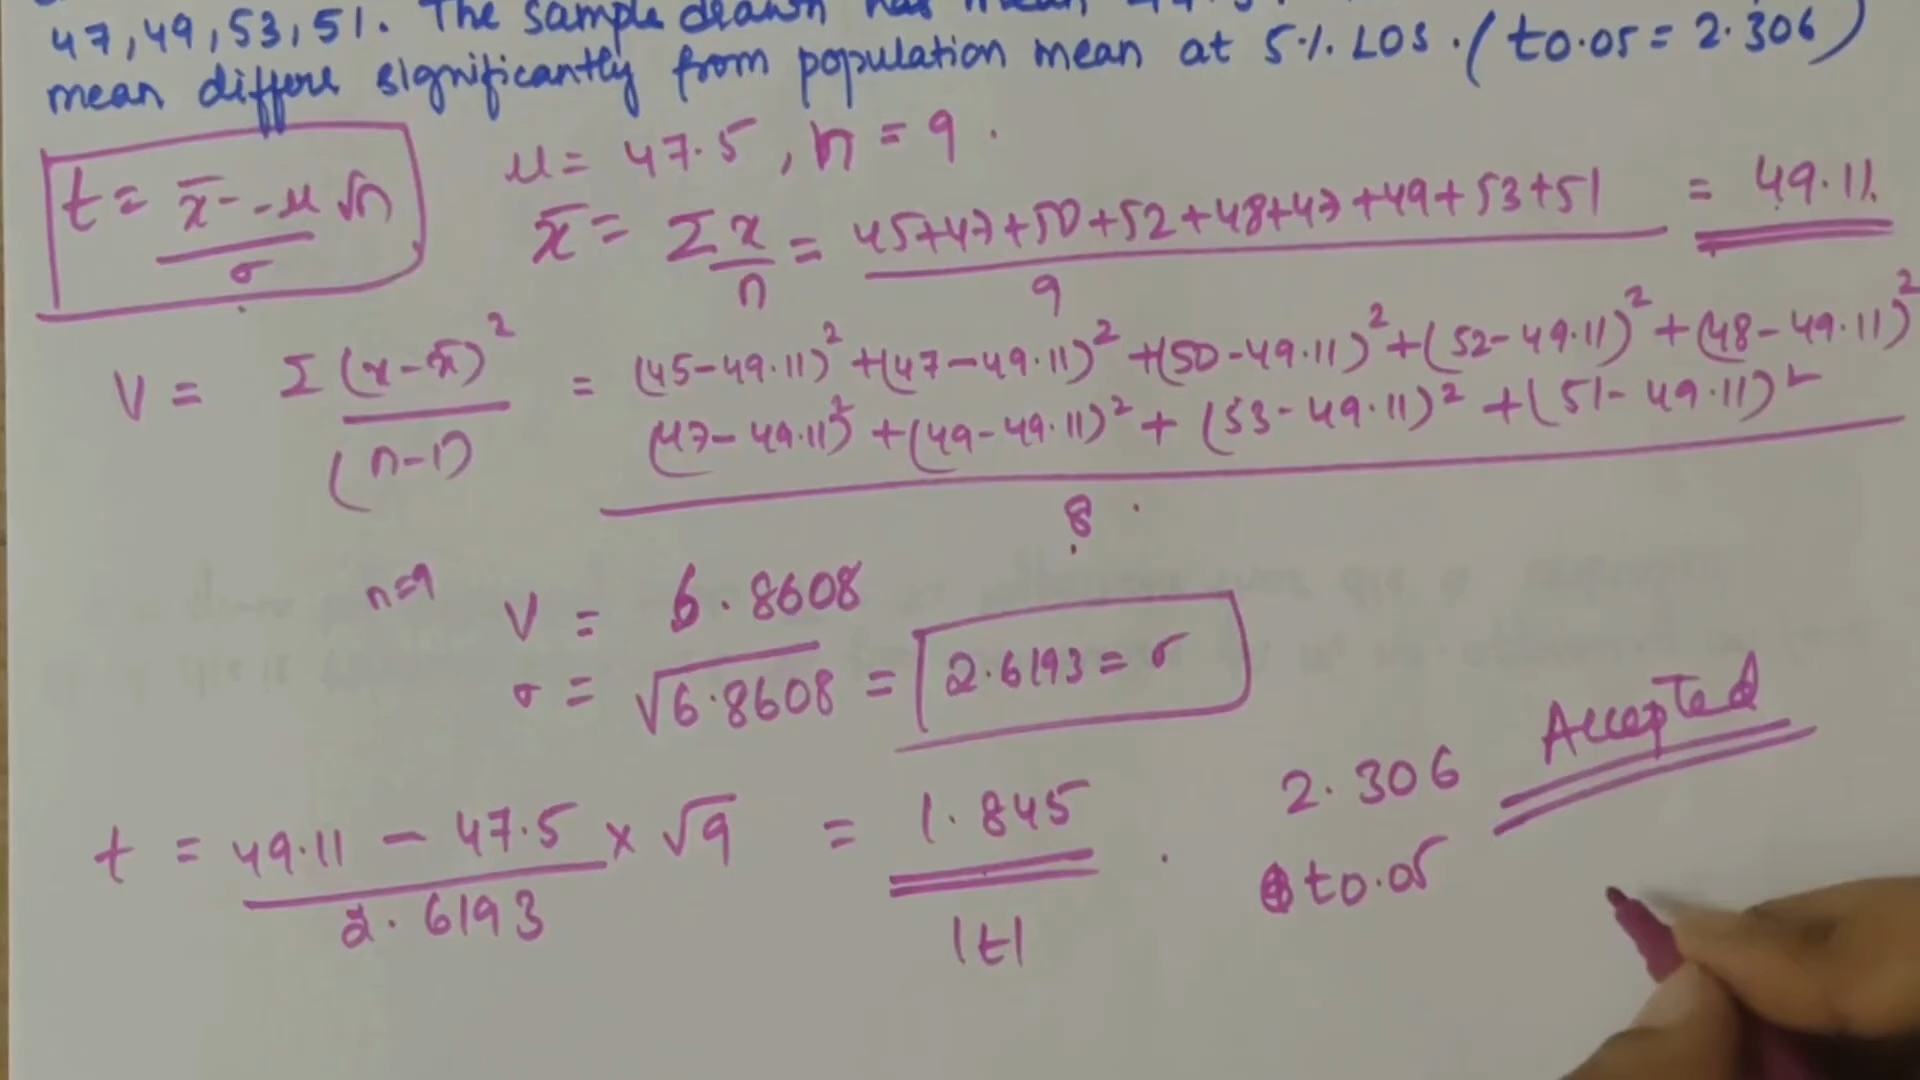 47, 49, 53, 51. The sample drawn has mean
mean differe significantly from population mean at 5% LOS. (t0.05 = 2.306)
t = x̄ - μ √n / σ
μ = 47.5, n = 9.
x̄ = Σx / n = 45+47+50+52+48+47+49+53+51 / 9 = 49.11.
V = Σ(x-x̄)² / (n-1) = (45-49.11)² +(47-49.11)² +(50-49.11)² +(52-49.11)² +(48-49.11)²
(47-49.11)² +(49-49.11)² + (53-49.11)² +(51-49.11)²
8
n=9
V = 6.8608
σ = √6.8608 = 2.6193 = σ
t = 49.11 - 47.5 / 2.6193 × √9 = 1.845
|t|
2.306 Accepted
t0.05